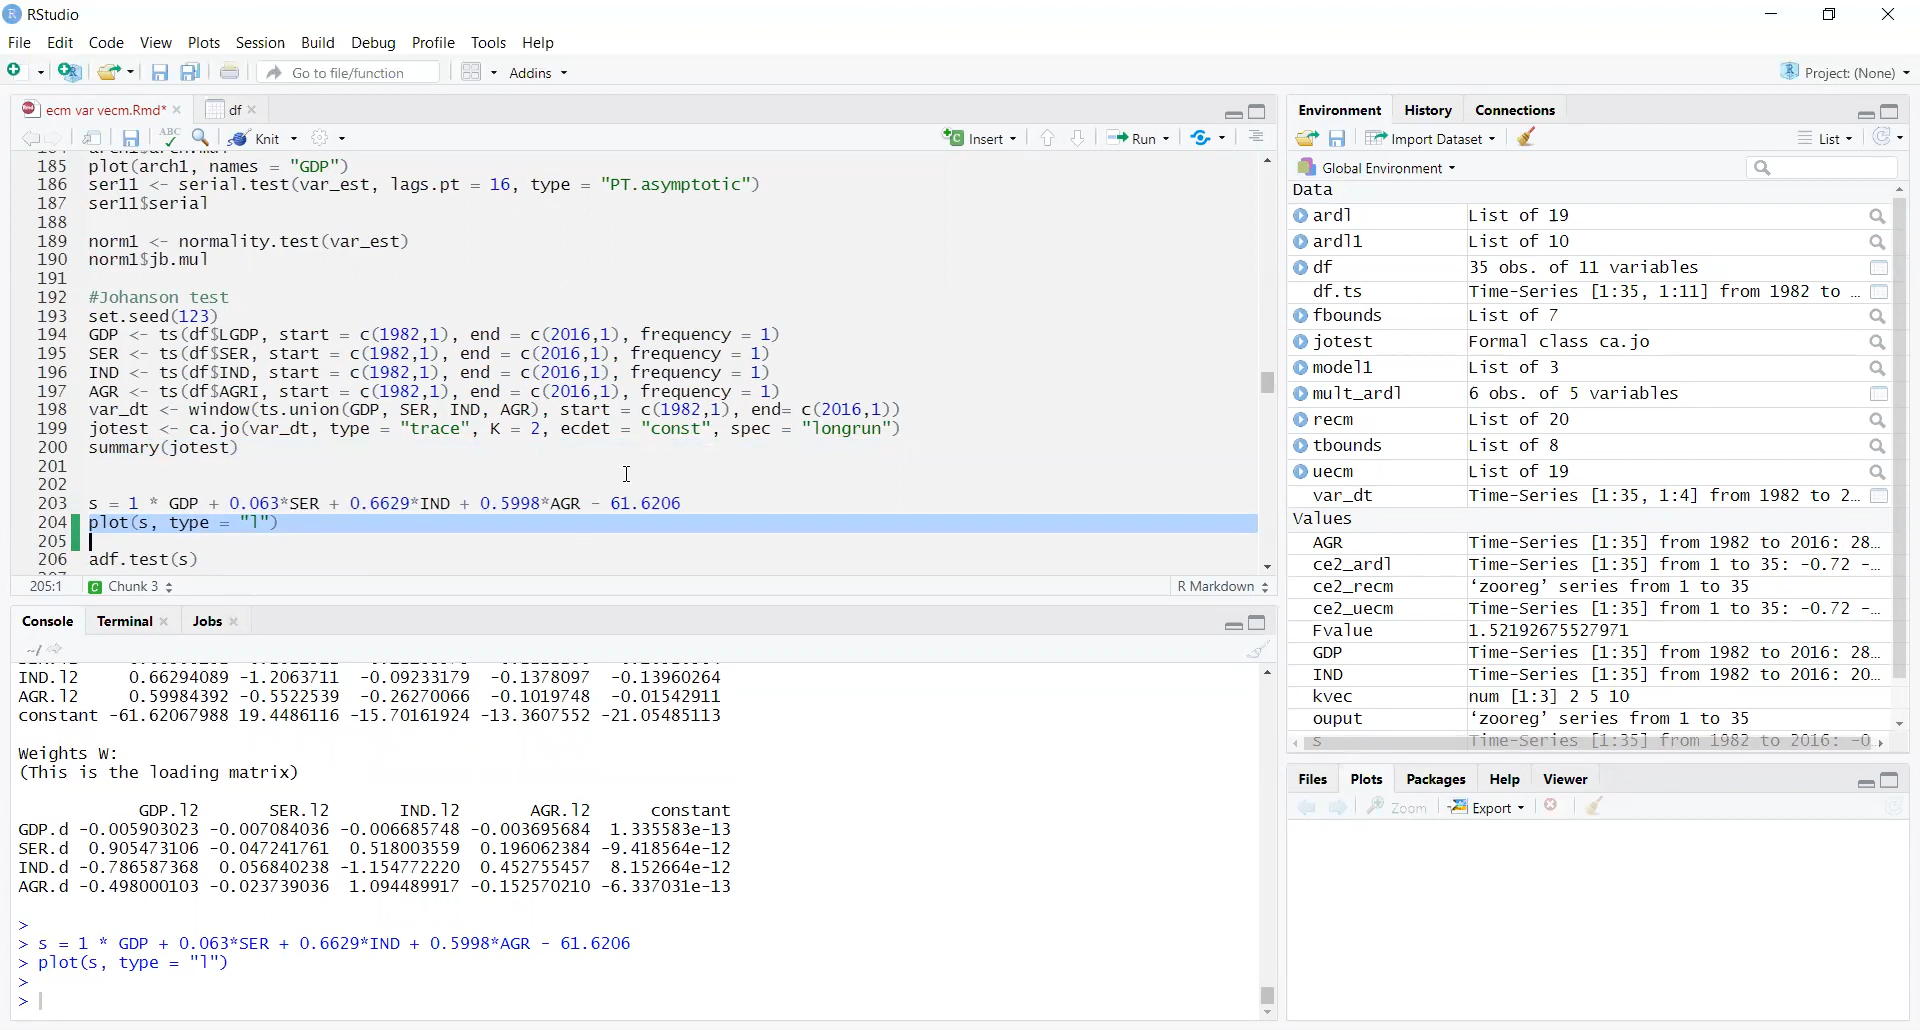 RStudio
File Edit Code View Plots Session Build Debug Profile Tools Help
Go to file/function Addins Project: (None)
ecm var vecm.Rmd* df
ABC Knit Insert Run
185 plot(arch1, names = "GDP")
186 ser11 <- serial.test(var_est, lags.pt = 16, type = "PT.asymptotic")
187 ser11$serial
188
189 norm1 <- normality.test(var_est)
190 norm1$jb.mul
191
192 #Johanson test
193 set.seed(123)
194 GDP <- ts(df$LGDP, start = c(1982,1), end = c(2016,1), frequency = 1)
195 SER <- ts(df$SER, start = c(1982,1), end = c(2016,1), frequency = 1)
196 IND <- ts(df$IND, start = c(1982,1), end = c(2016,1), frequency = 1)
197 AGR <- ts(df$AGRI, start = c(1982,1), end = c(2016,1), frequency = 1)
198 var_dt <- window(ts.union(GDP, SER, IND, AGR), start = c(1982,1), end= c(2016,1))
199 jotest <- ca.jo(var_dt, type = "trace", K = 2, ecdet = "const", spec = "longrun")
200 summary(jotest)
201
202
203 s = 1 * GDP + 0.063*SER + 0.6629*IND + 0.5998*AGR - 61.6206
204 plot(s, type = "l")
205
206 adf.test(s)
205:1 Chunk 3 R Markdown
Console Terminal Jobs
~/
IND.l2 0.66294089 -1.2063711 -0.09233179 -0.1378097 -0.13960264
AGR.l2 0.59984392 -0.5522539 -0.26270066 -0.1019748 -0.01542911
constant -61.62067988 19.4486116 -15.70161924 -13.3607552 -21.05485113
Weights W:
(This is the loading matrix)
GDP.l2 SER.l2 IND.l2 AGR.l2 constant
GDP.d -0.005903023 -0.007084036 -0.006685748 -0.003695684 1.335583e-13
SER.d 0.905473106 -0.047241761 0.518003559 0.196062384 -9.418564e-12
IND.d -0.786587368 0.056840238 -1.154772220 0.452755457 8.152664e-12
AGR.d -0.498000103 -0.023739036 1.094489917 -0.152570210 -6.337031e-13
>
> s = 1 * GDP + 0.063*SER + 0.6629*IND + 0.5998*AGR - 61.6206
> plot(s, type = "l")
>
>
Environment History Connections
Import Dataset List
Global Environment
Data
ardl List of 19
ardl1 List of 10
df 35 obs. of 11 variables
df.ts Time-Series [1:35, 1:11] from 1982 to …
fbounds List of 7
jotest Formal class ca.jo
model1 List of 3
mult_ardl 6 obs. of 5 variables
recm List of 20
tbounds List of 8
uecm List of 19
var_dt Time-Series [1:35, 1:4] from 1982 to 2…
Values
AGR Time-Series [1:35] from 1982 to 2016: 28…
ce2_ardl Time-Series [1:35] from 1 to 35: -0.72 -…
ce2_recm ‘zooreg’ series from 1 to 35
ce2_uecm Time-Series [1:35] from 1 to 35: -0.72 -…
Fvalue 1.52192675527971
GDP Time-Series [1:35] from 1982 to 2016: 28…
IND Time-Series [1:35] from 1982 to 2016: 20…
kvec num [1:3] 2 5 10
ouput ‘zooreg’ series from 1 to 35
s Time-Series [1:35] from 1982 to 2016: -0…
Files Plots Packages Help Viewer
Zoom Export